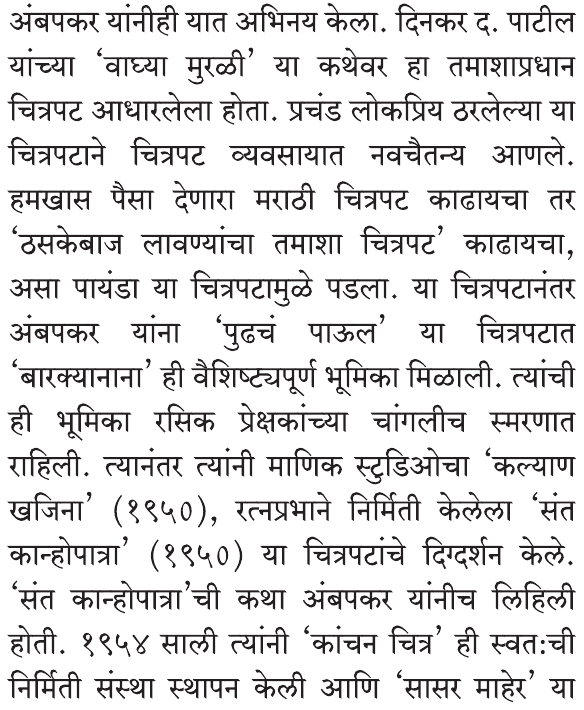 अंबपकर यांनीही यात अभिनय केला. दिनकर द. पाटील
यांच्या ‘वाघ्या मुरळी’ या कथेवर हा तमाशाप्रधान
चित्रपट आधारलेला होता. प्रचंड लोकप्रिय ठरलेल्या या
चित्रपटाने चित्रपट व्यवसायात नवचैतन्य आणले.
हमखास पैसा देणारा मराठी चित्रपट काढायचा तर
‘ठसकेबाज लावण्यांचा तमाशा चित्रपट’ काढायचा,
असा पायंडा या चित्रपटामुळे पडला. या चित्रपटानंतर
अंबपकर यांना ‘पुढचं पाऊल’ या चित्रपटात
‘बारक्यानाना’ ही वैशिष्ट्यपूर्ण भूमिका मिळाली. त्यांची
ही भूमिका रसिक प्रेक्षकांच्या चांगलीच स्मरणात
राहिली. त्यानंतर त्यांनी माणिक स्टुडिओचा ‘कल्याण
खजिना’ (१९५०), रत्नप्रभाने निर्मिती केलेला ‘संत
कान्होपात्रा’ (१९५०) या चित्रपटांचे दिग्दर्शन केले.
‘संत कान्होपात्रा’ची कथा अंबपकर यांनीच लिहिली
होती. १९५४ साली त्यांनी ‘कांचन चित्र’ ही स्वत:ची
निर्मिती संस्था स्थापन केली आणि ‘सासर माहेर’ या